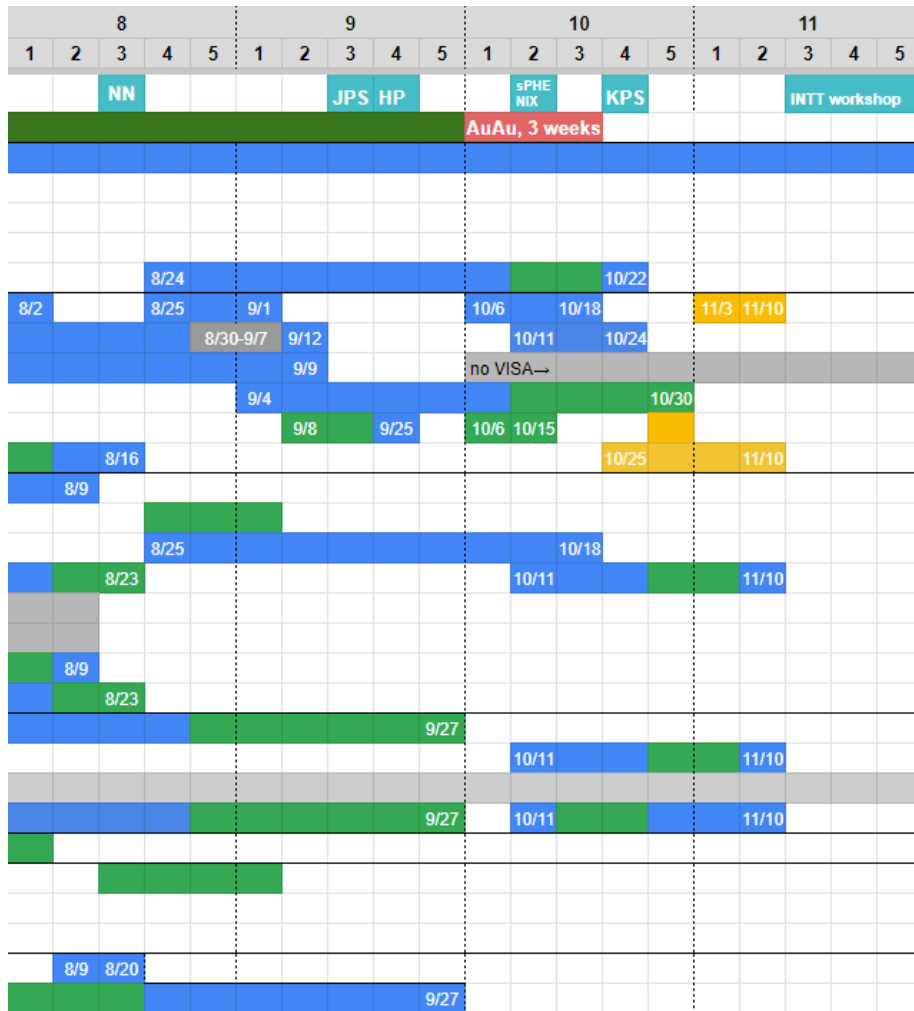 8 9 10 11
1 2 3 4 5 1 2 3 4 5 1 2 3 4 5 1 2 3 4 5
NN JPS HP sPHE KPS INTT workshop
NIX
AuAu, 3 weeks
8/24 10/22
8/2 8/25 9/1 10/6 10/18 11/3 11/10
8/30-9/7 9/12 10/11 10/24
9/9 no VISA→
9/4 10/30
9/8 9/25 10/6 10/15
8/16 10/25 11/10
8/9
8/25 10/18
8/23 10/11 11/10
8/9
8/23
9/27
10/11 11/10
9/27 10/11 11/10
8/9 8/20
9/27